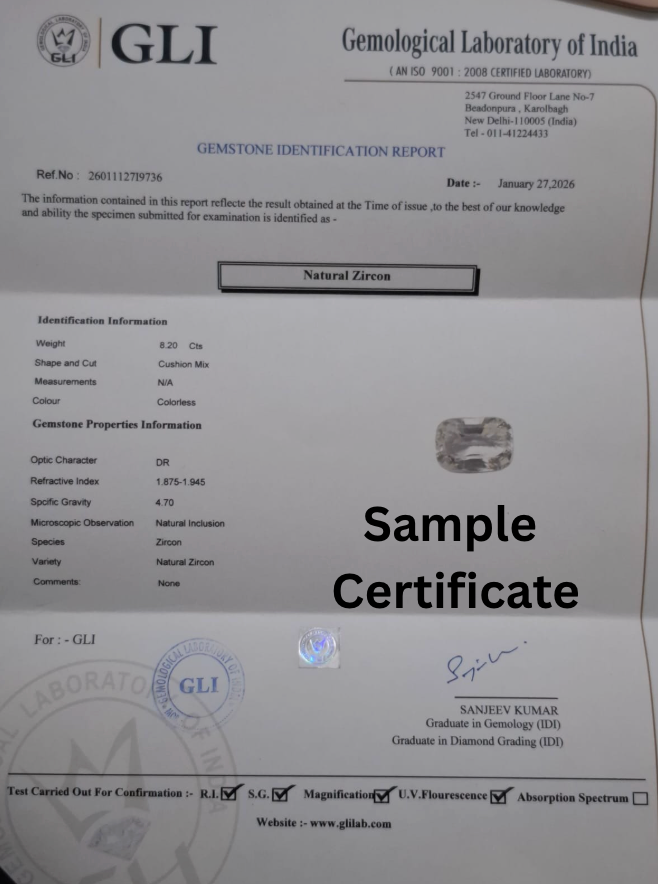 GLI
GLI
Gemological Laboratory of India
( AN ISO 9001 : 2008 CERTIFIED LABORATORY)
2547 Ground Floor Lane No-7
Beadonpura , Karolbagh
New Delhi-110005 (India)
Tel - 011-41224433
GEMSTONE IDENTIFICATION REPORT
Ref.No : 2601112719736
Date :- January 27,2026
The information contained in this report reflecte the result obtained at the Time of issue ,to the best of our knowledge
and ability the specimen submitted for examination is identified as -
Natural Zircon
Identification Information
Weight 8.20 Cts
Shape and Cut Cushion Mix
Measurements N/A
Colour Colorless
Gemstone Properties Information
Optic Character DR
Refractive Index 1.875-1.945
Spcific Gravity 4.70
Microscopic Observation Natural Inclusion
Species Zircon
Variety Natural Zircon
Comments: None
Sample
Certificate
For : - GLI
GEMOLOGICAL LABORATORY OF INDIA
GLI
SANJEEV KUMAR
Graduate in Gemology (IDI)
Graduate in Diamond Grading (IDI)
Test Carried Out For Confirmation :- R.I. S.G. Magnification U.V.Flourescence Absorption Spectrum
Website :- www.glilab.com